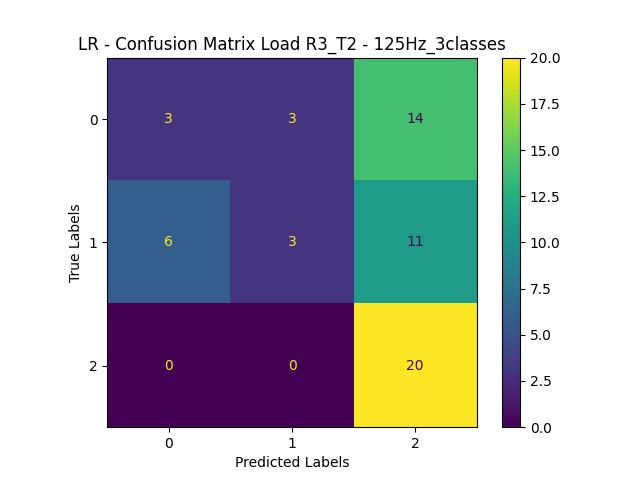 LR - Confusion Matrix Load R3_T2 - 125Hz_3classes
20.0
17.5
15.0
12.5
10.0
7.5
5.0
2.5
0.0
True Labels
0
1
2
3 3 14
6 3 11
0 0 20
0 1 2
Predicted Labels